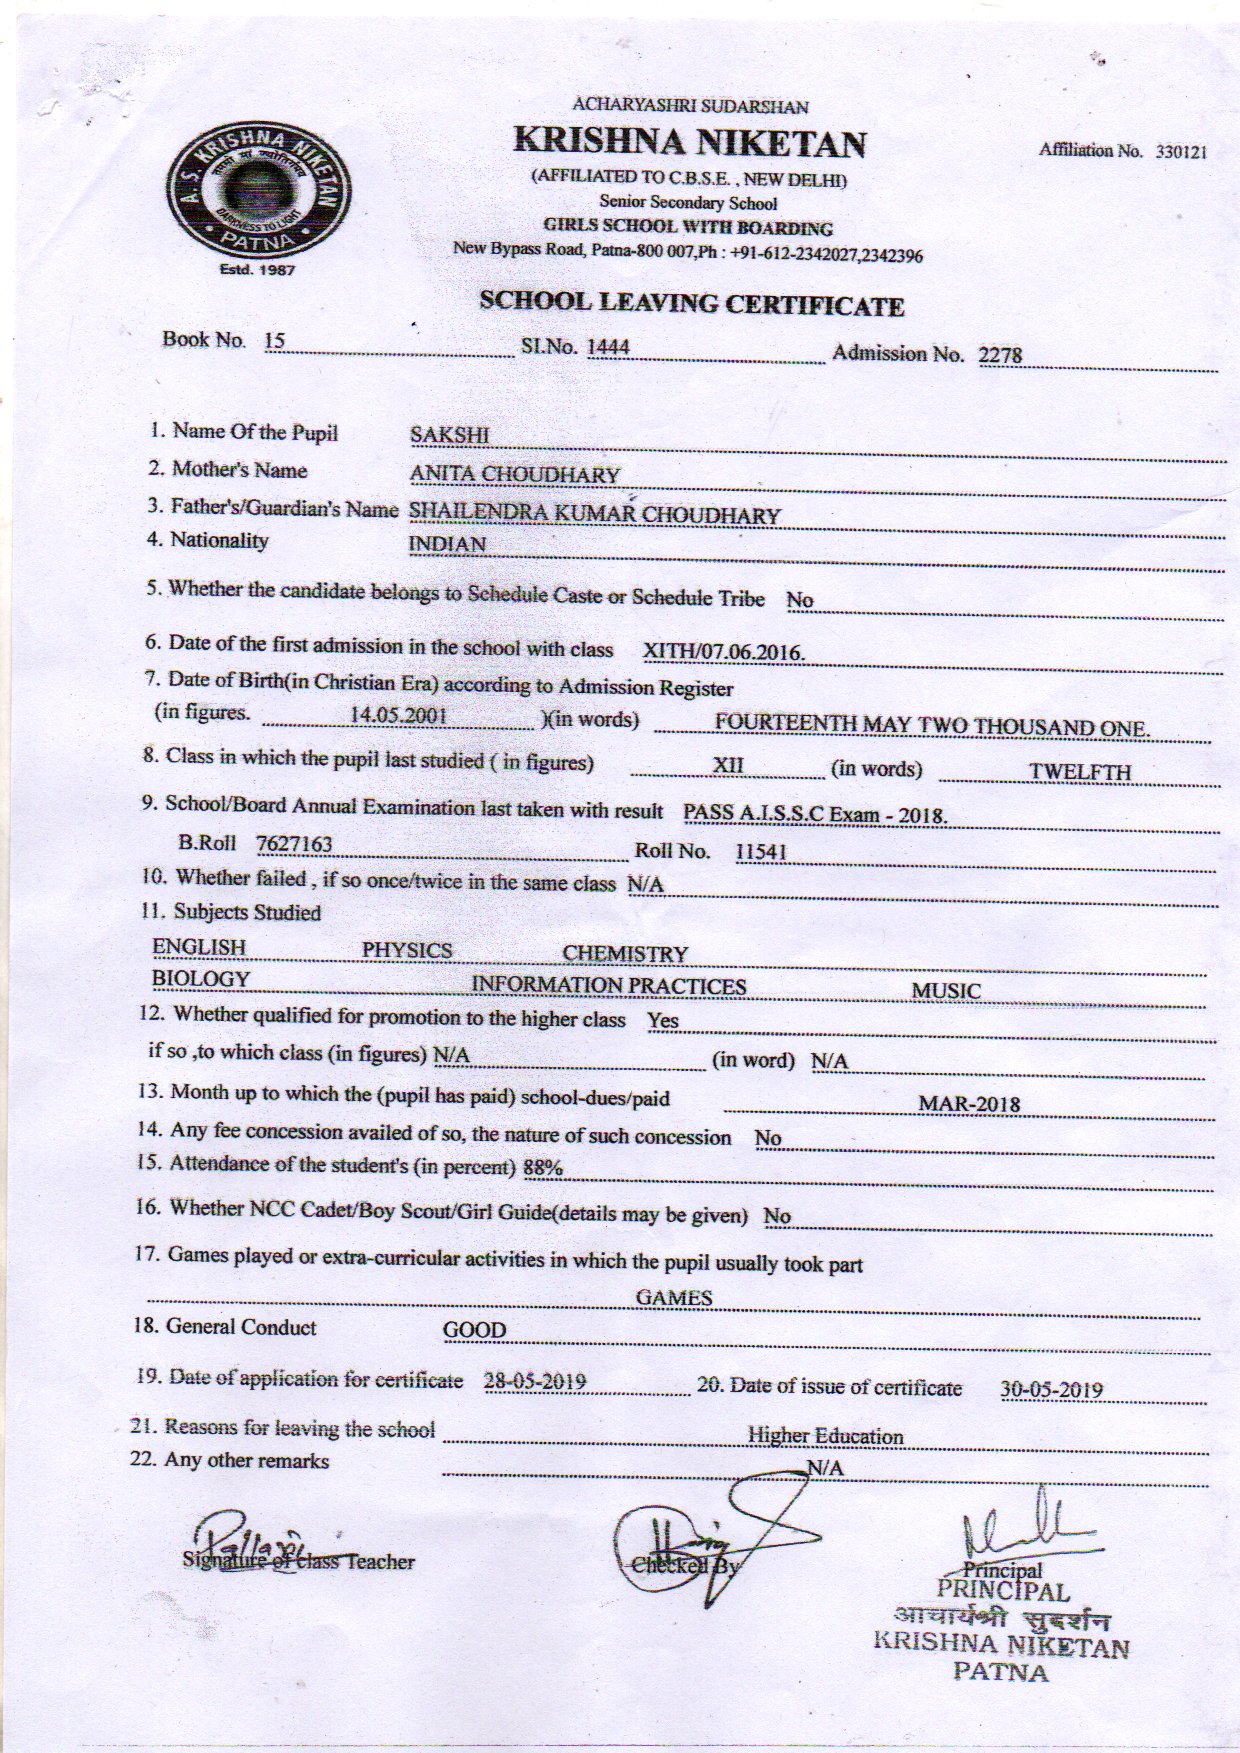 ACHARYASHRI SUDARSHAN
KRISHNA NIKETAN
(AFFILIATED TO C.B.S.E. , NEW DELHI)
Senior Secondary School
GIRLS SCHOOL WITH BOARDING
New Bypass Road, Patna-800 007,Ph : +91-612-2342027,2342396
Affiliation No. 330121
A. S. KRISHNA NIKETAN
DARKNESS TO LIGHT
PATNA
Estd. 1987
SCHOOL LEAVING CERTIFICATE
Book No. 15 Sl.No. 1444 Admission No. 2278
1. Name Of the Pupil SAKSHI
2. Mother's Name ANITA CHOUDHARY
3. Father's/Guardian's Name SHAILENDRA KUMAR CHOUDHARY
4. Nationality INDIAN
5. Whether the candidate belongs to Schedule Caste or Schedule Tribe No
6. Date of the first admission in the school with class XITH/07.06.2016.
7. Date of Birth(in Christian Era) according to Admission Register
(in figures. 14.05.2001 )(in words) FOURTEENTH MAY TWO THOUSAND ONE.
8. Class in which the pupil last studied ( in figures) XII (in words) TWELFTH
9. School/Board Annual Examination last taken with result PASS A.I.S.S.C Exam - 2018.
B.Roll 7627163 Roll No. 11541
10. Whether failed , if so once/twice in the same class N/A
11. Subjects Studied
ENGLISH PHYSICS CHEMISTRY
BIOLOGY INFORMATION PRACTICES MUSIC
12. Whether qualified for promotion to the higher class Yes
if so ,to which class (in figures) N/A (in word) N/A
13. Month up to which the (pupil has paid) school-dues/paid MAR-2018
14. Any fee concession availed of so, the nature of such concession No
15. Attendance of the student's (in percent) 88%
16. Whether NCC Cadet/Boy Scout/Girl Guide(details may be given) No
17. Games played or extra-curricular activities in which the pupil usually took part
GAMES
18. General Conduct GOOD
19. Date of application for certificate 28-05-2019 20. Date of issue of certificate 30-05-2019
21. Reasons for leaving the school Higher Education
22. Any other remarks N/A
Signature of Class Teacher Checked By Principal
PRINCIPAL
आचार्यश्री सुदर्शन
KRISHNA NIKETAN
PATNA